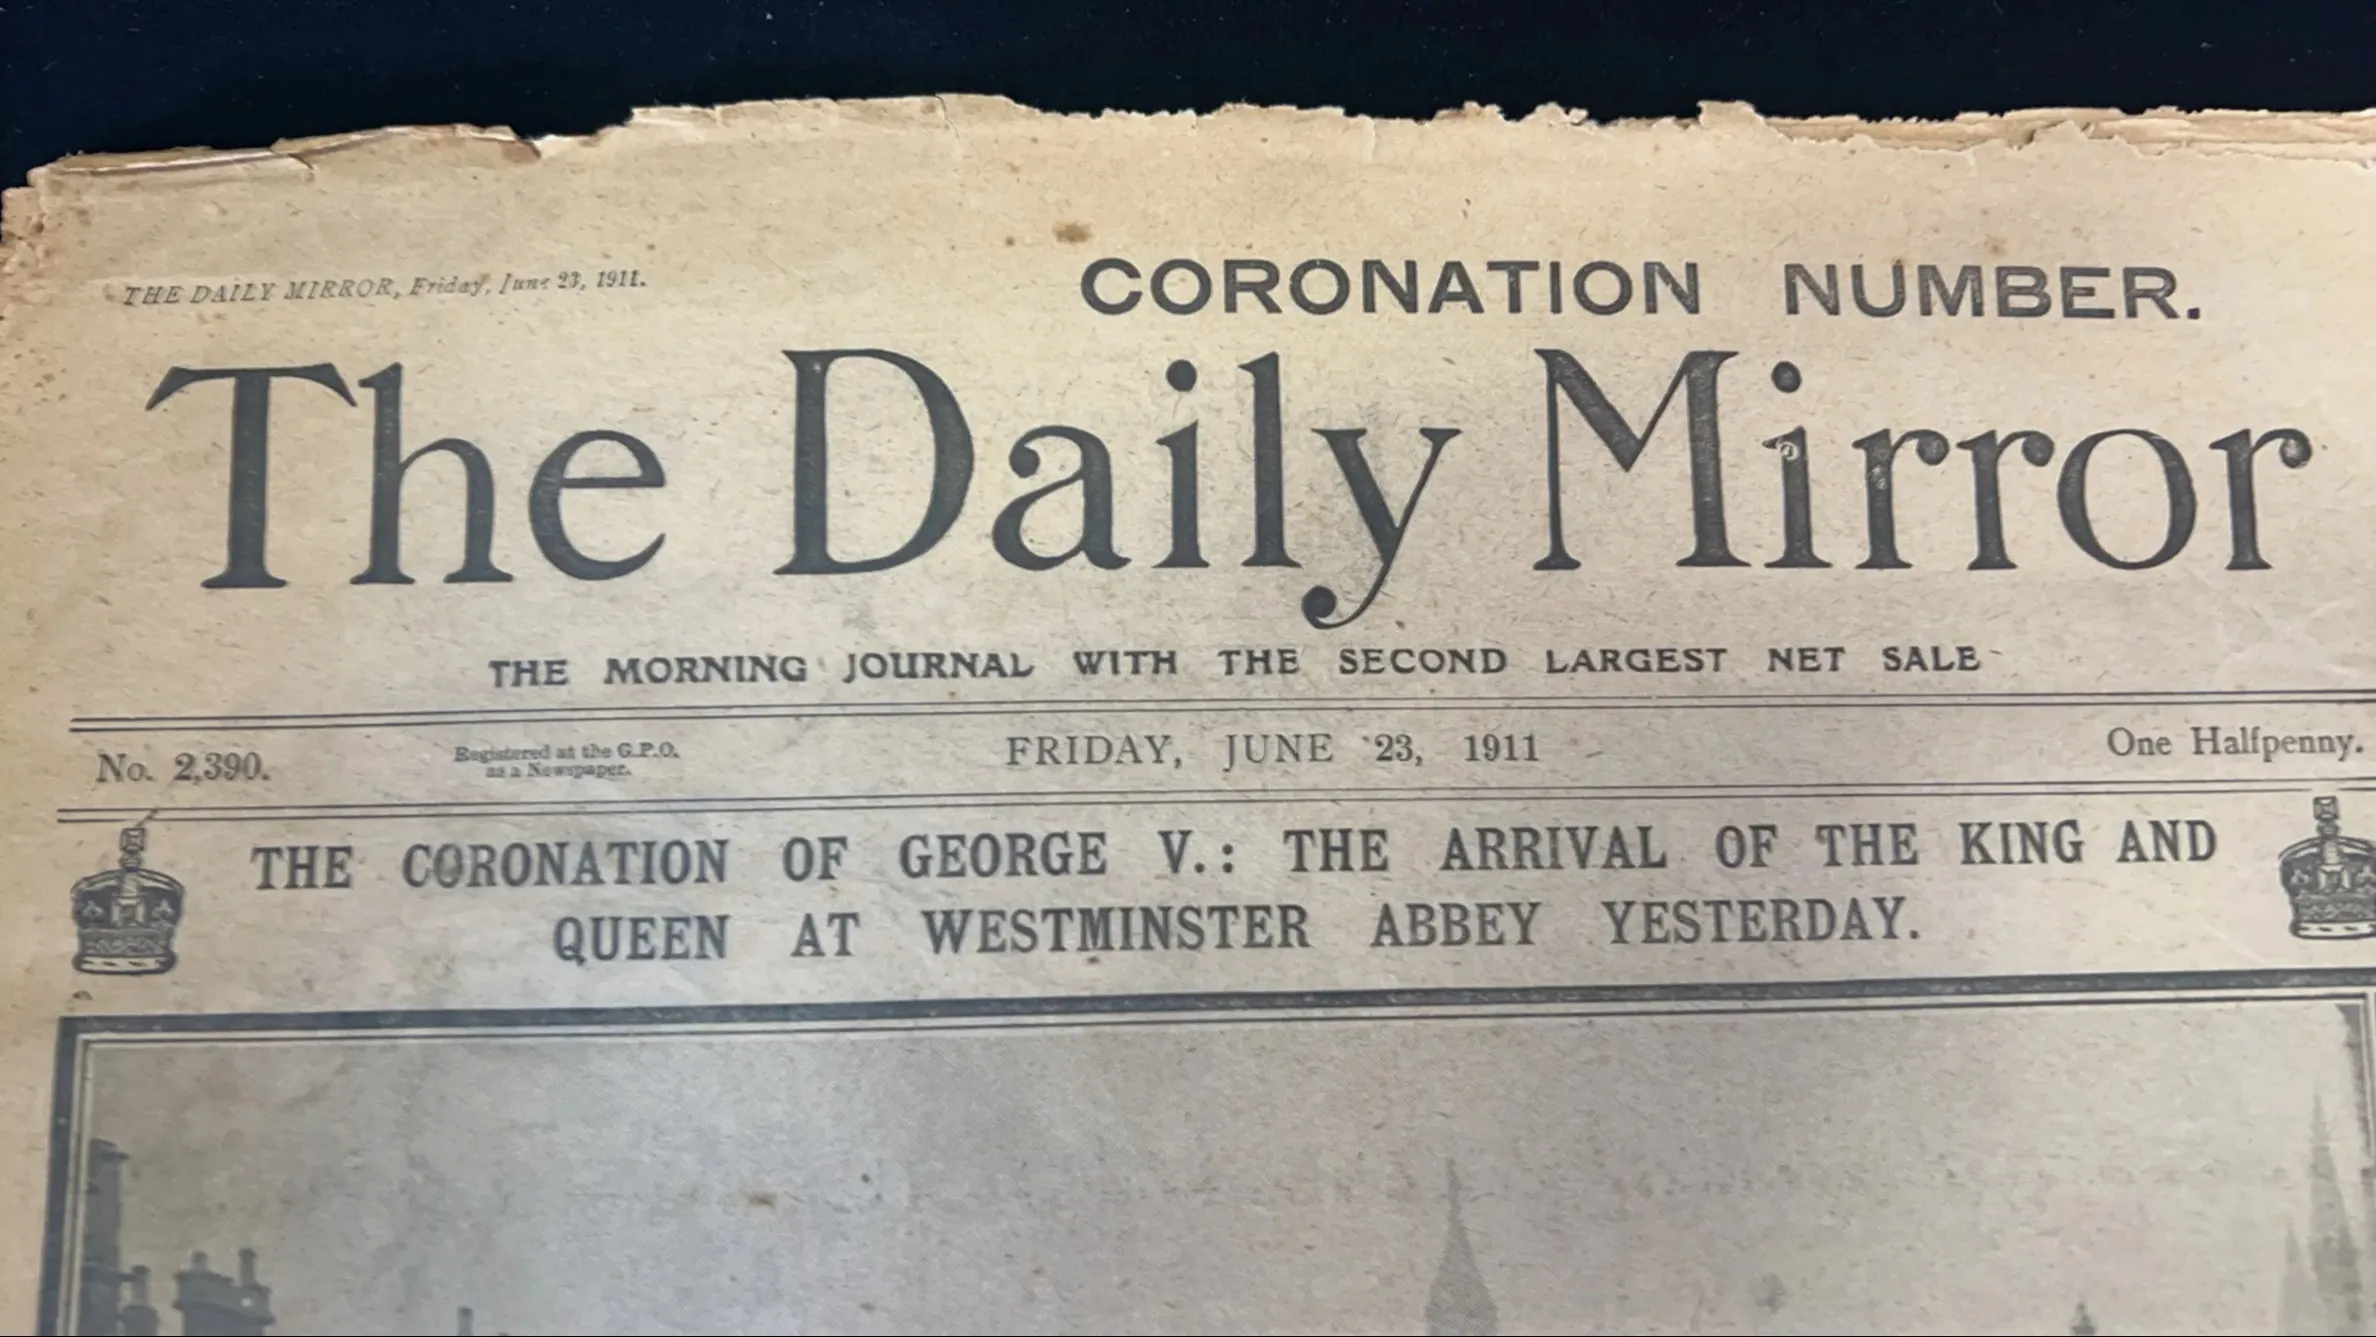 THE DAILY MIRROR, Friday, June 23, 1911.
CORONATION NUMBER.
The Daily Mirror
THE MORNING JOURNAL WITH THE SECOND LARGEST NET SALE
No. 2,390.
Registered at the G.P.O.
as a Newspaper.
FRIDAY, JUNE 23, 1911
One Halfpenny.
THE CORONATION OF GEORGE V.: THE ARRIVAL OF THE KING AND
QUEEN AT WESTMINSTER ABBEY YESTERDAY.